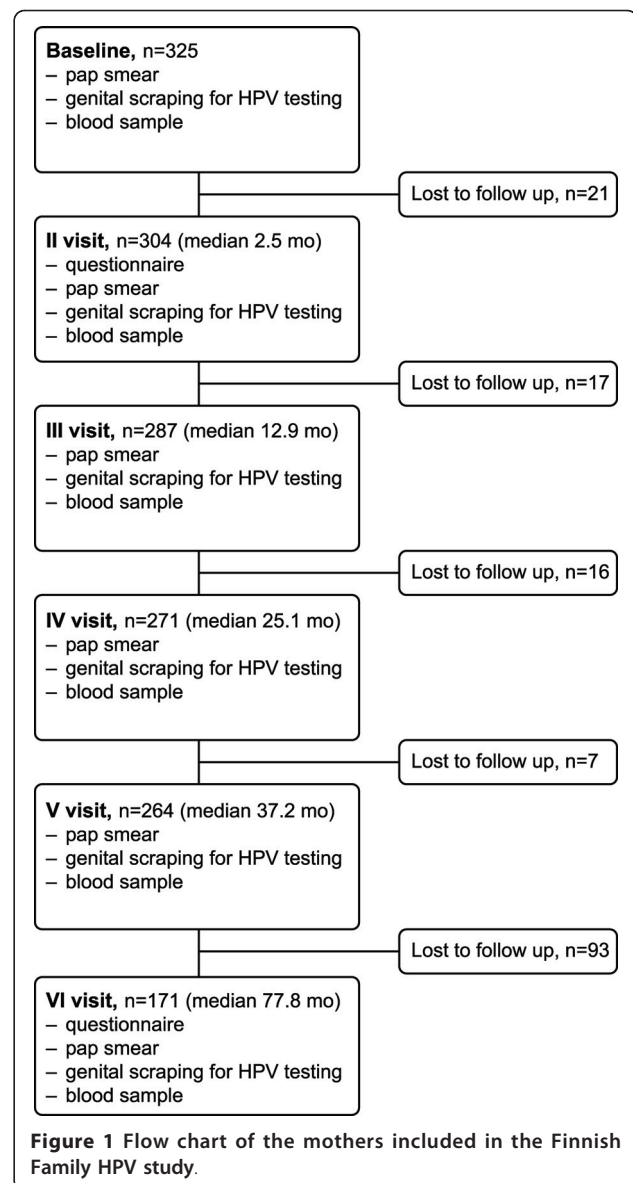 Baseline, n=325
– pap smear
– genital scraping for HPV testing
– blood sample
Lost to follow up, n=21
II visit, n=304 (median 2.5 mo)
– questionnaire
– pap smear
– genital scraping for HPV testing
– blood sample
Lost to follow up, n=17
III visit, n=287 (median 12.9 mo)
– pap smear
– genital scraping for HPV testing
– blood sample
Lost to follow up, n=16
IV visit, n=271 (median 25.1 mo)
– pap smear
– genital scraping for HPV testing
– blood sample
Lost to follow up, n=7
V visit, n=264 (median 37.2 mo)
– pap smear
– genital scraping for HPV testing
– blood sample
Lost to follow up, n=93
VI visit, n=171 (median 77.8 mo)
– questionnaire
– pap smear
– genital scraping for HPV testing
– blood sample
Figure 1 Flow chart of the mothers included in the Finnish
Family HPV study.